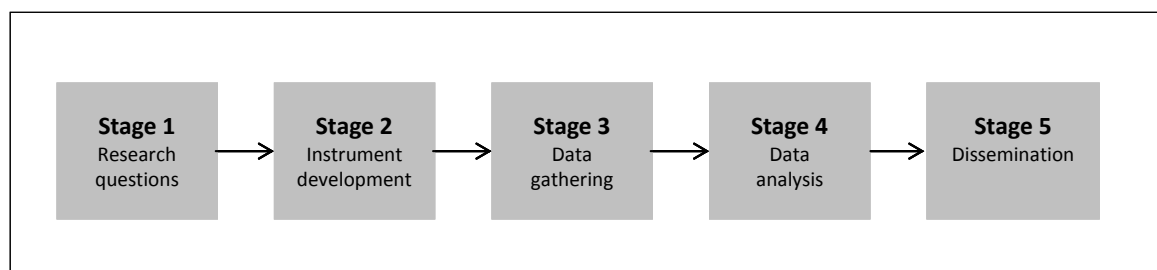 Stage 1
Research
questions
Stage 2
Instrument
development
Stage 3
Data
gathering
Stage 4
Data
analysis
Stage 5
Dissemination